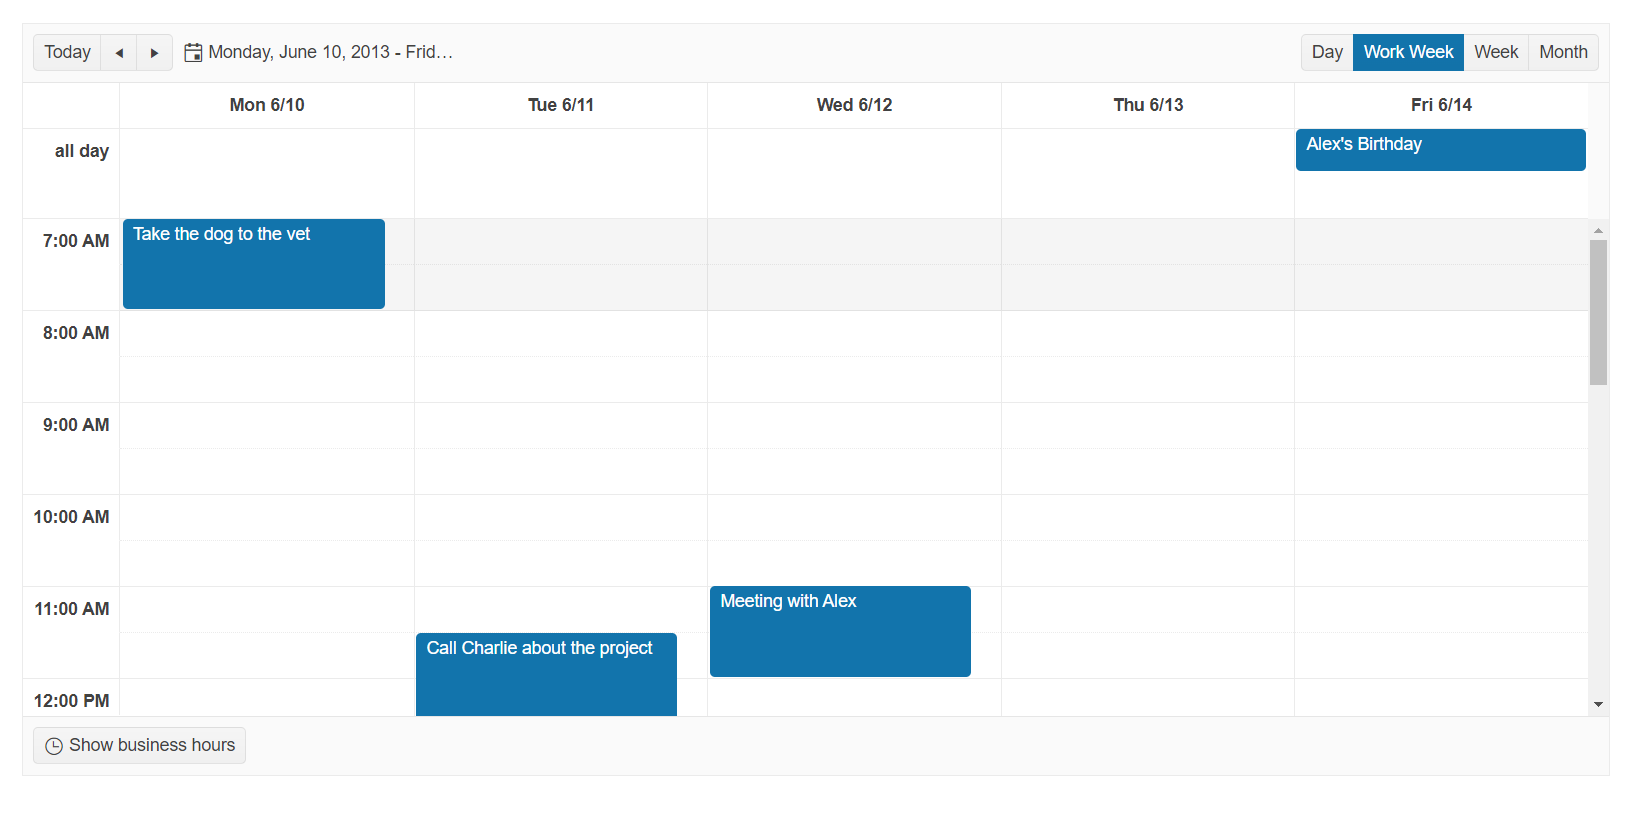 Today
Monday, June 10, 2013 - Frid…
Day
Work Week
Week
Month
Mon 6/10
Tue 6/11
Wed 6/12
Thu 6/13
Fri 6/14
all day
Alex's Birthday
7:00 AM
Take the dog to the vet
8:00 AM
9:00 AM
10:00 AM
11:00 AM
Meeting with Alex
Call Charlie about the project
12:00 PM
Show business hours